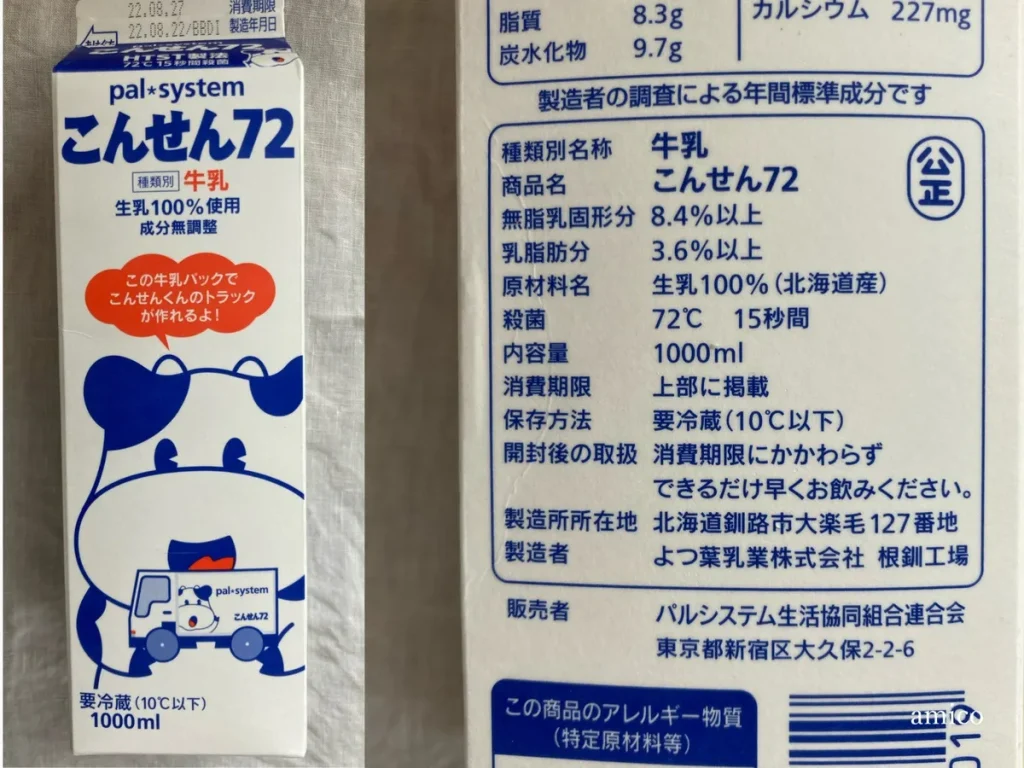 22.08.27 消費期限
22.08.22/BBDI 製造年月日
HTST製法
72℃ 15秒間殺菌
pal*system
こんせん72
種類別 牛乳
生乳100%使用
成分無調整
この牛乳パックで
こんせんくんのトラック
が作れるよ!
pal*system
こんせん72
要冷蔵(10℃以下)
1000ml
脂質 8.3g
炭水化物 9.7g
カルシウム 227mg
製造者の調査による年間標準成分です
種類別名称 牛乳
商品名 こんせん72
無脂乳固形分 8.4%以上
乳脂肪分 3.6%以上
原材料名 生乳100%(北海道産)
殺菌 72℃ 15秒間
内容量 1000ml
消費期限 上部に掲載
保存方法 要冷蔵(10℃以下)
開封後の取扱 消費期限にかかわらず
できるだけ早くお飲みください。
製造所所在地 北海道釧路市大楽毛127番地
製造者 よつ葉乳業株式会社 根釧工場
公正
販売者 パルシステム生活協同組合連合会
東京都新宿区大久保2-2-6
この商品のアレルギー物質
(特定原材料等)
amico